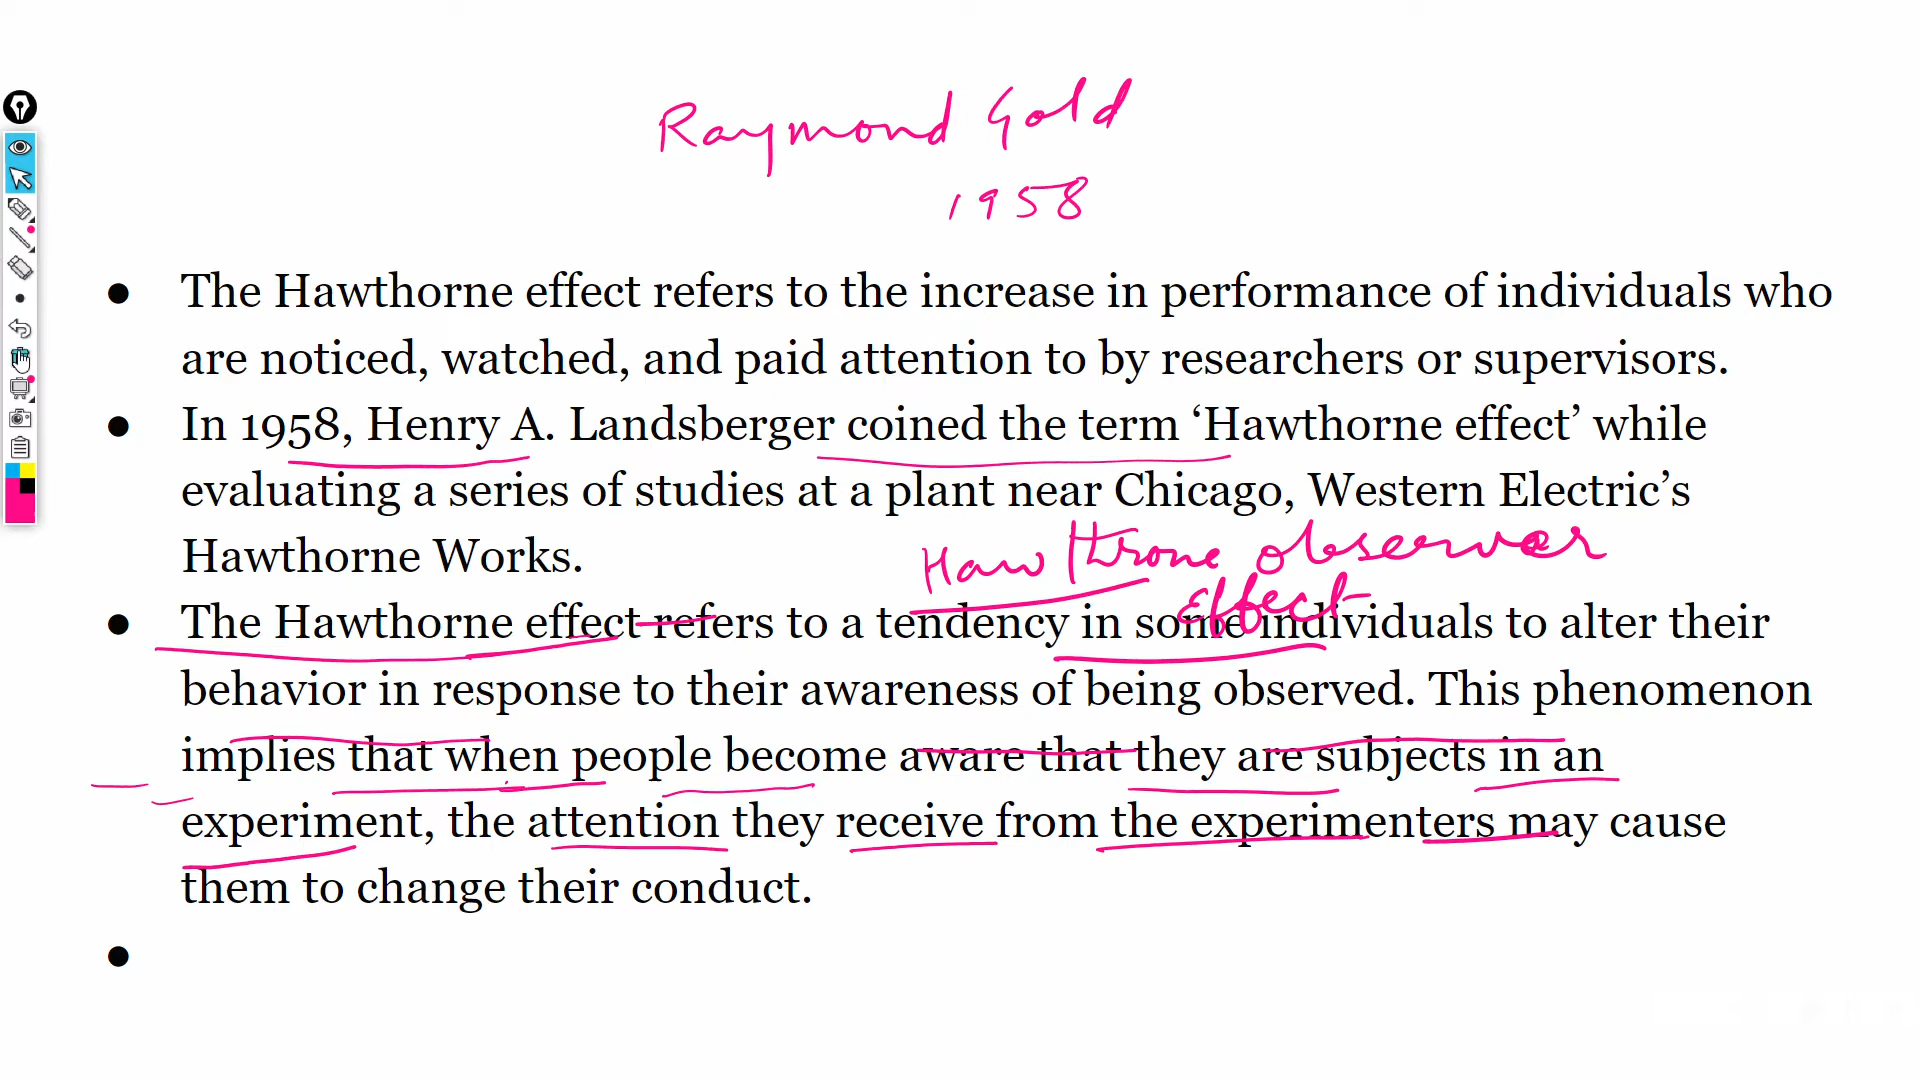 Raymond Gold
1958
● The Hawthorne effect refers to the increase in performance of individuals who
are noticed, watched, and paid attention to by researchers or supervisors.
● In 1958, Henry A. Landsberger coined the term ‘Hawthorne effect’ while
evaluating a series of studies at a plant near Chicago, Western Electric’s
Hawthorne Works.
Hawthrone observer
effect
● The Hawthorne effect refers to a tendency in some individuals to alter their
behavior in response to their awareness of being observed. This phenomenon
implies that when people become aware that they are subjects in an
experiment, the attention they receive from the experimenters may cause
them to change their conduct.
●